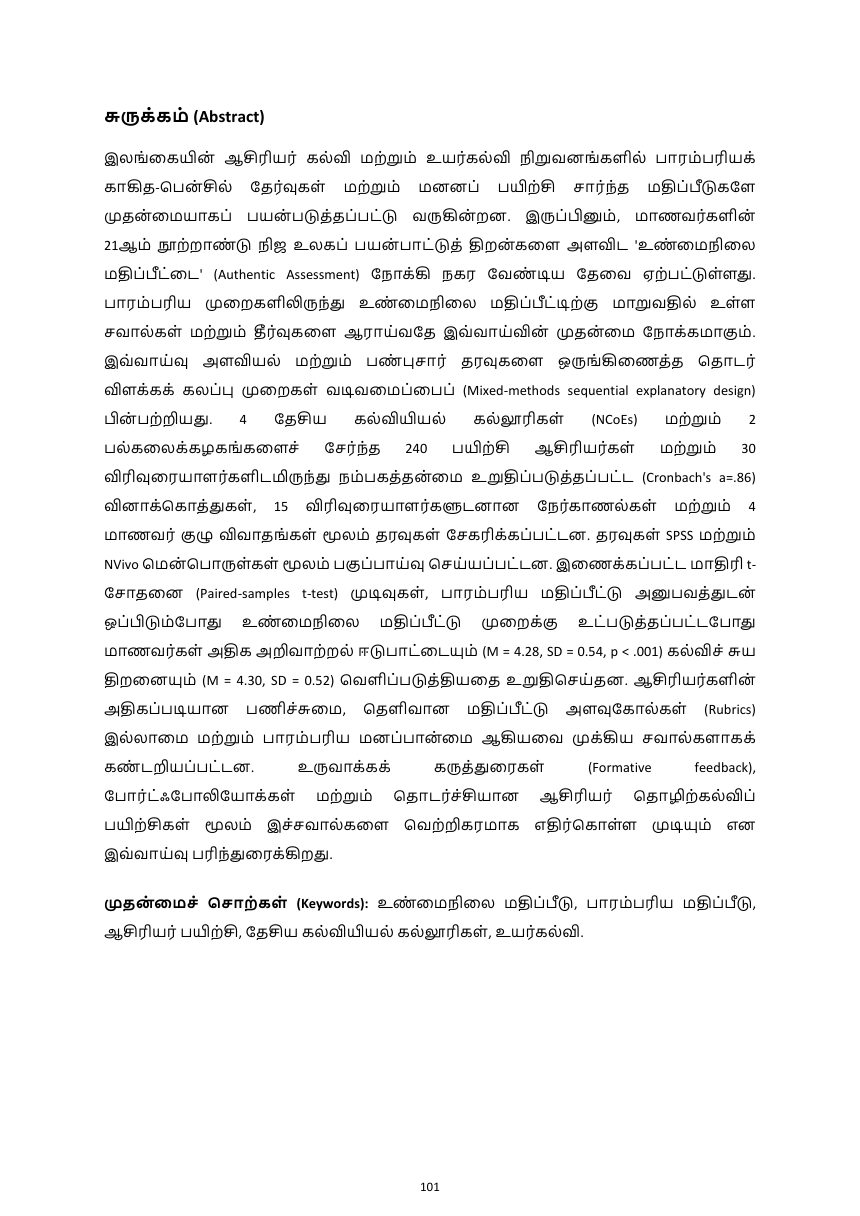 சுருக்கம் (Abstract)
இலங்கையின் ஆசிரியர் கல்வி மற்றும் உயர்கல்வி நிறுவனங்களில் பாரம்பரியக்
காகித-பென்சில் தேர்வுகள் மற்றும் மனனப் பயிற்சி சார்ந்த மதிப்பீடுகளே
முதன்மையாகப் பயன்படுத்தப்பட்டு வருகின்றன. இருப்பினும், மாணவர்களின்
21ஆம் நூற்றாண்டு நிஜ உலகப் பயன்பாட்டுத் திறன்களை அளவிட 'உண்மைநிலை
மதிப்பீட்டை' (Authentic Assessment) நோக்கி நகர வேண்டிய தேவை ஏற்பட்டுள்ளது.
பாரம்பரிய முறைகளிலிருந்து உண்மைநிலை மதிப்பீட்டிற்கு மாறுவதில் உள்ள
சவால்கள் மற்றும் தீர்வுகளை ஆராய்வதே இவ்வாய்வின் முதன்மை நோக்கமாகும்.
இவ்வாய்வு அளவியல் மற்றும் பண்புசார் தரவுகளை ஒருங்கிணைத்த தொடர்
விளக்கக் கலப்பு முறைகள் வடிவமைப்பைப் (Mixed-methods sequential explanatory design)
பின்பற்றியது. 4 தேசிய கல்வியியல் கல்லூரிகள் (NCoEs) மற்றும் 2
பல்கலைக்கழகங்களைச் சேர்ந்த 240 பயிற்சி ஆசிரியர்கள் மற்றும் 30
விரிவுரையாளர்களிடமிருந்து நம்பகத்தன்மை உறுதிப்படுத்தப்பட்ட (Cronbach's a=.86)
வினாக்கொத்துகள், 15 விரிவுரையாளர்களுடனான நேர்காணல்கள் மற்றும் 4
மாணவர் குழு விவாதங்கள் மூலம் தரவுகள் சேகரிக்கப்பட்டன. தரவுகள் SPSS மற்றும்
NVivo மென்பொருள்கள் மூலம் பகுப்பாய்வு செய்யப்பட்டன. இணைக்கப்பட்ட மாதிரி t-
சோதனை (Paired-samples t-test) முடிவுகள், பாரம்பரிய மதிப்பீட்டு அனுபவத்துடன்
ஒப்பிடும்போது உண்மைநிலை மதிப்பீட்டு முறைக்கு உட்படுத்தப்பட்டபோது
மாணவர்கள் அதிக அறிவாற்றல் ஈடுபாட்டையும் (M = 4.28, SD = 0.54, p < .001) கல்விச் சுய
திறனையும் (M = 4.30, SD = 0.52) வெளிப்படுத்தியதை உறுதிசெய்தன. ஆசிரியர்களின்
அதிகப்படியான பணிச்சுமை, தெளிவான மதிப்பீட்டு அளவுகோல்கள் (Rubrics)
இல்லாமை மற்றும் பாரம்பரிய மனப்பான்மை ஆகியவை முக்கிய சவால்களாகக்
கண்டறியப்பட்டன. உருவாக்கக் கருத்துரைகள் (Formative feedback),
போர்ட்ஃபோலியோக்கள் மற்றும் தொடர்ச்சியான ஆசிரியர் தொழிற்கல்விப்
பயிற்சிகள் மூலம் இச்சவால்களை வெற்றிகரமாக எதிர்கொள்ள முடியும் என
இவ்வாய்வு பரிந்துரைக்கிறது.
முதன்மைச் சொற்கள் (Keywords): உண்மைநிலை மதிப்பீடு, பாரம்பரிய மதிப்பீடு,
ஆசிரியர் பயிற்சி, தேசிய கல்வியியல் கல்லூரிகள், உயர்கல்வி.
101